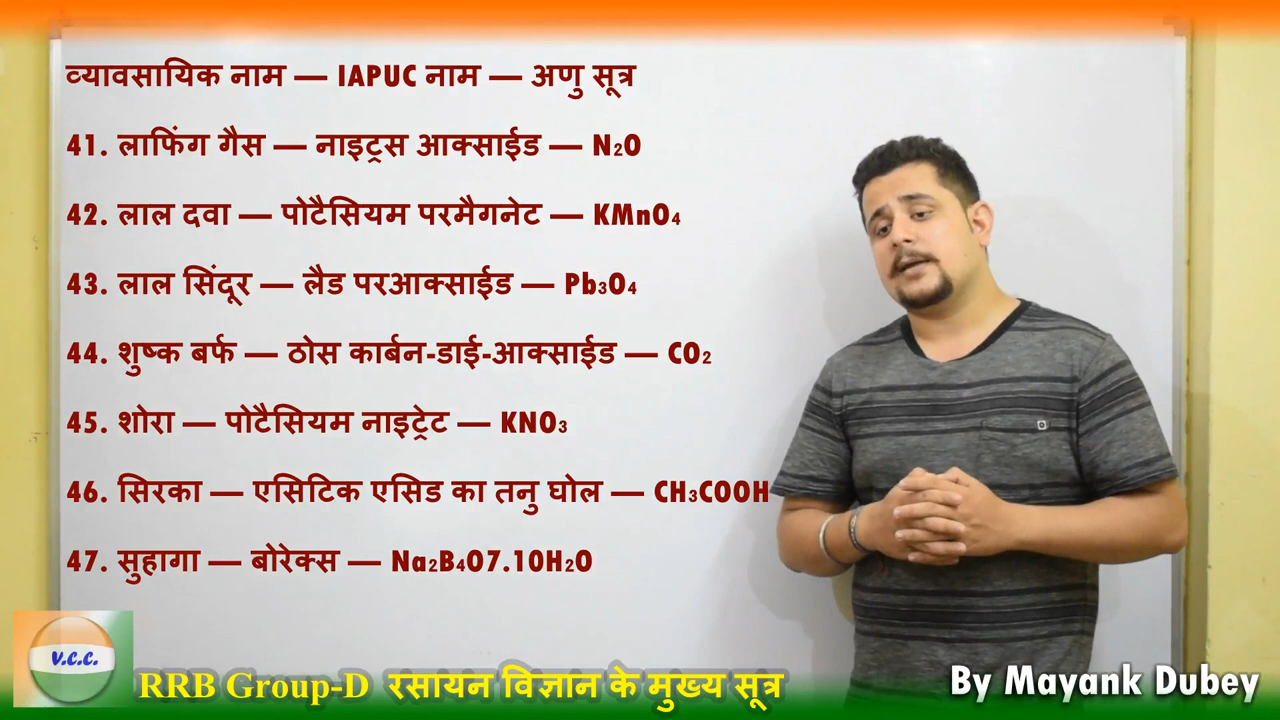 व्यावसायिक नाम — IAPUC नाम — अणु सूत्र
41. लाफिंग गैस — नाइट्रस आक्साईड — N₂O
42. लाल दवा — पोटैसियम परमैगनेट — KMnO₄
43. लाल सिंदूर — लैड परआक्साईड — Pb₃O₄
44. शुष्क बर्फ — ठोस कार्बन-डाई-आक्साईड — CO₂
45. शोरा — पोटैसियम नाइट्रेट — KNO₃
46. सिरका — एसिटिक एसिड का तनु घोल — CH₃COOH
47. सुहागा — बोरेक्स — Na₂B₄O7.10H₂O
V.C.C.
RRB Group-D रसायन विज्ञान के मुख्य सूत्र
By Mayank Dubey